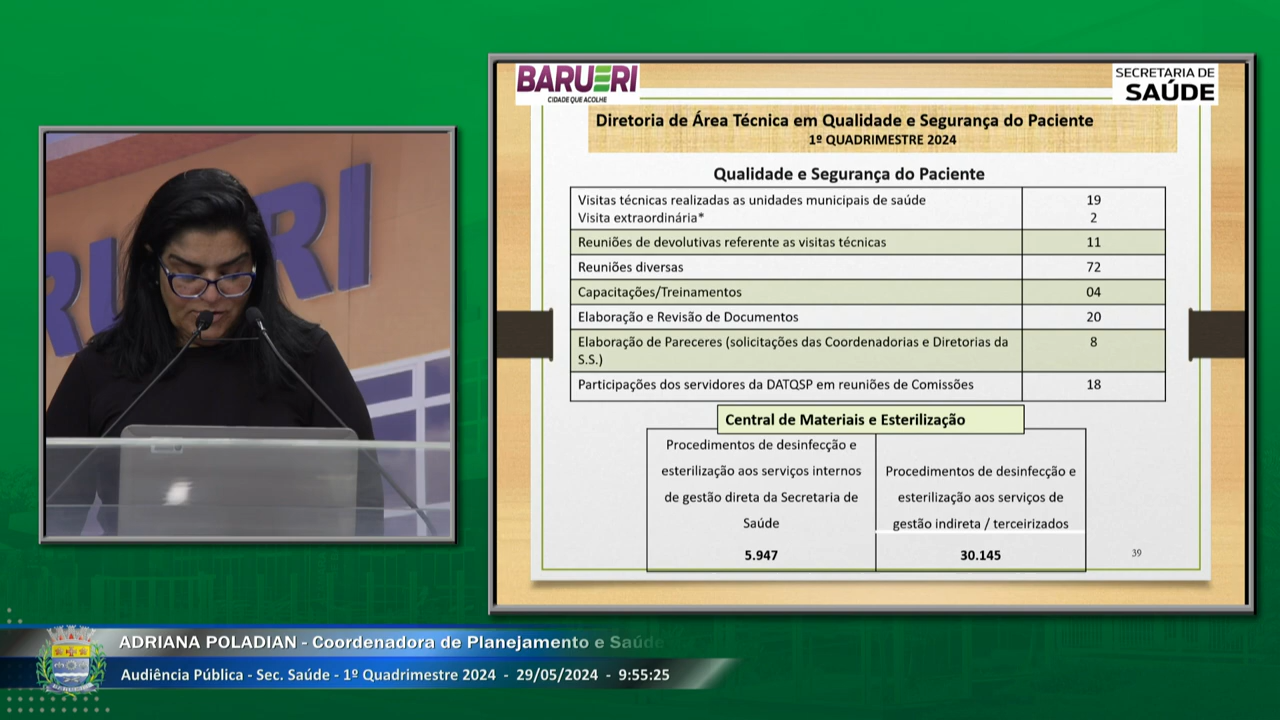 BARUERI
CIDADE QUE ACOLHE
SECRETARIA DE
SAÚDE
Diretoria de Área Técnica em Qualidade e Segurança do Paciente
1º QUADRIMESTRE 2024
Qualidade e Segurança do Paciente
Visitas técnicas realizadas as unidades municipais de saúde 19
Visita extraordinária* 2
Reuniões de devolutivas referente as visitas técnicas 11
Reuniões diversas 72
Capacitações/Treinamentos 04
Elaboração e Revisão de Documentos 20
Elaboração de Pareceres (solicitações das Coordenadorias e Diretorias da 8
S.S.)
Participações dos servidores da DATQSP em reuniões de Comissões 18
Central de Materiais e Esterilização
Procedimentos de desinfecção e
esterilização aos serviços internos
de gestão direta da Secretaria de
Saúde
5.947
Procedimentos de desinfecção e
esterilização aos serviços de
gestão indireta / terceirizados
30.145
39
RU RI
ADRIANA POLADIAN - Coordenadora de Planejamento e Saúde
Audiência Pública - Sec. Saúde - 1º Quadrimestre 2024 - 29/05/2024 - 9:55:25